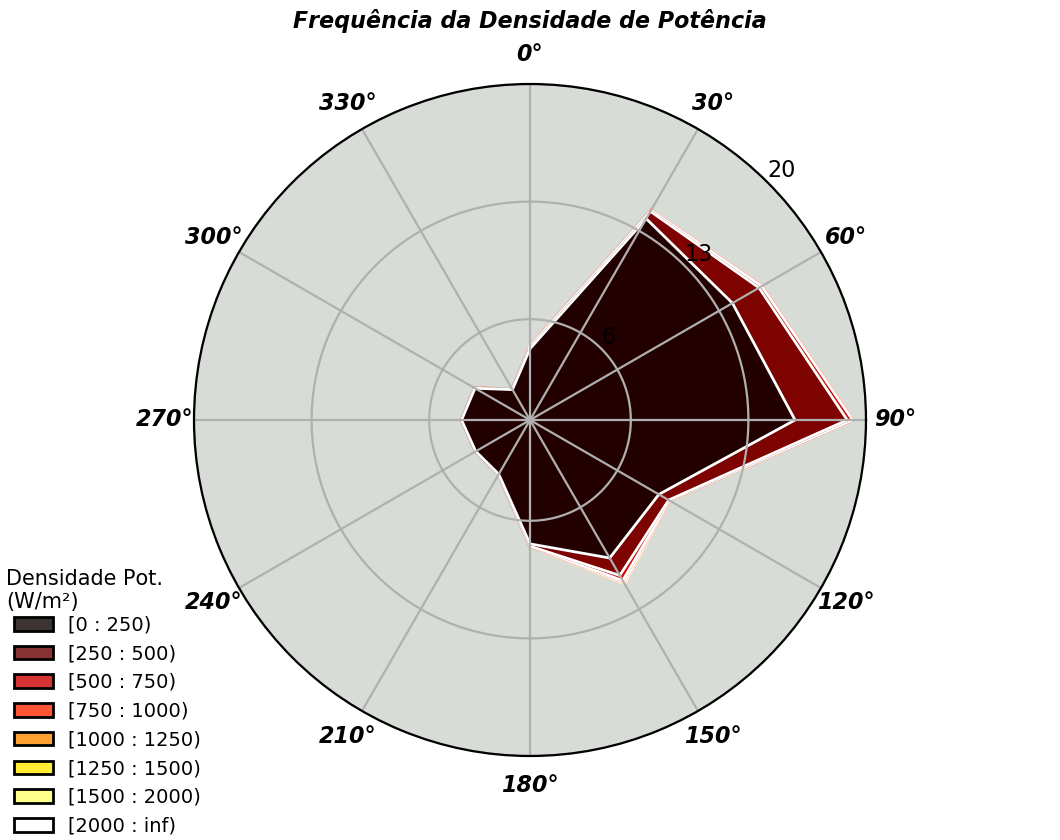 Frequência da Densidade de Potência
0°
330°
30°
20
300°
60°
13
6
270°
90°
240°
120°
210°
150°
180°
Densidade Pot.
(W/m²)
[0 : 250)
[250 : 500)
[500 : 750)
[750 : 1000)
[1000 : 1250)
[1250 : 1500)
[1500 : 2000)
[2000 : inf)